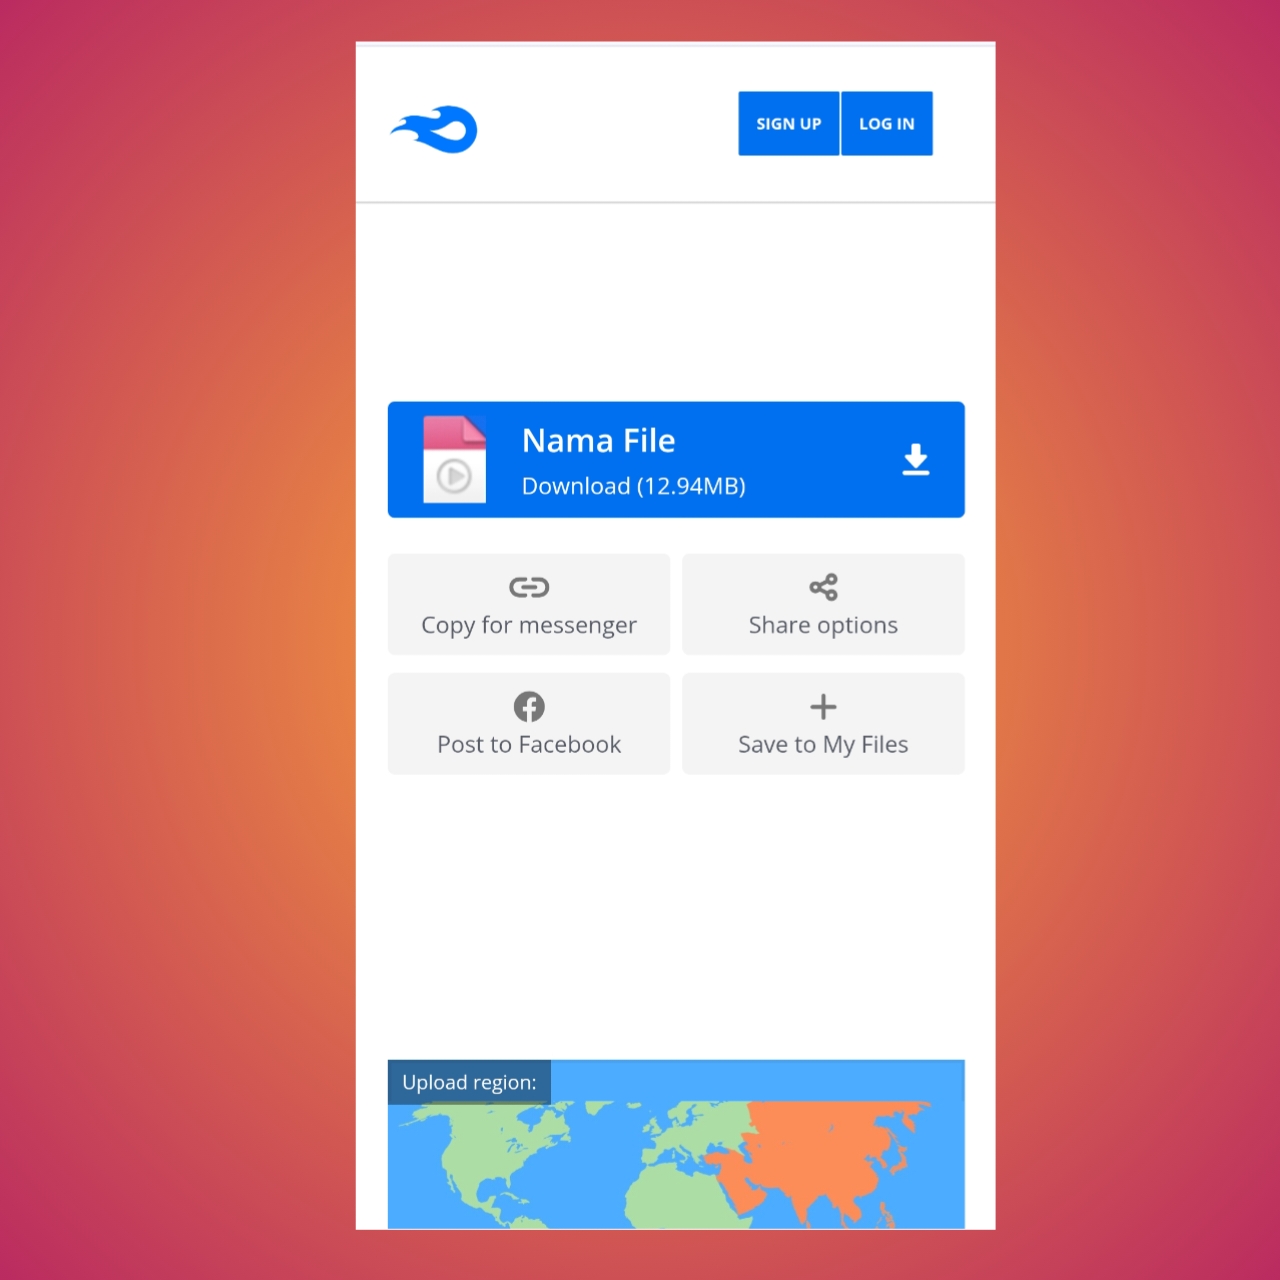 SIGN UP
LOG IN
Nama File
Download (12.94MB)
Copy for messenger
Share options
Post to Facebook
Save to My Files
Upload region: